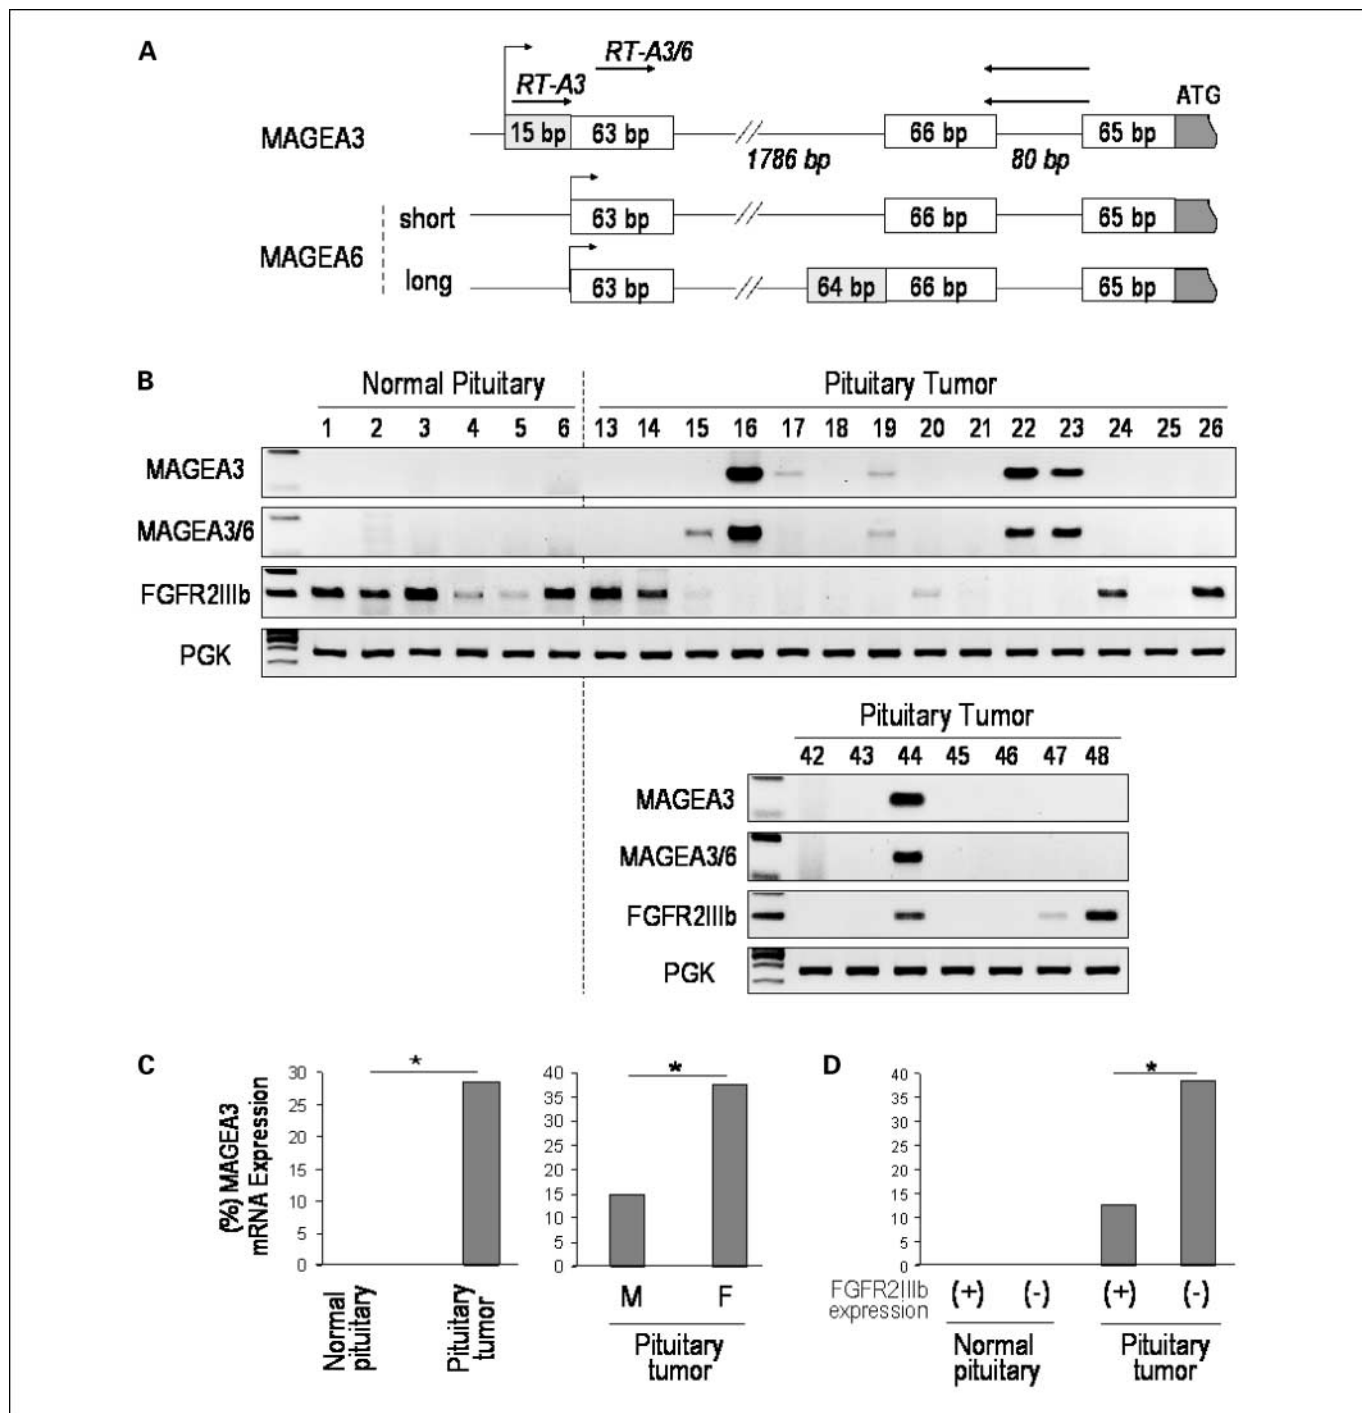 A
RT-A3/6
RT-A3
ATG
MAGEA3
15 bp 63 bp 66 bp 65 bp
1786 bp 80 bp
short
63 bp 66 bp 65 bp
MAGEA6
long
63 bp 64 bp 66 bp 65 bp
B
Normal Pituitary Pituitary Tumor
1 2 3 4 5 6 13 14 15 16 17 18 19 20 21 22 23 24 25 26
MAGEA3
MAGEA3/6
FGFR2IIIb
PGK
Pituitary Tumor
42 43 44 45 46 47 48
MAGEA3
MAGEA3/6
FGFR2IIIb
PGK
C
(%) MAGEA3
mRNA Expression
30
25
20
15
10
5
0
*
Normal
pituitary
Pituitary
tumor
40
35
30
25
20
15
10
5
0
*
M F
Pituitary
tumor
D
40
35
30
25
20
15
10
5
0
*
FGFR2IIIb
expression
(+) (-) (+) (-)
Normal
pituitary
Pituitary
tumor